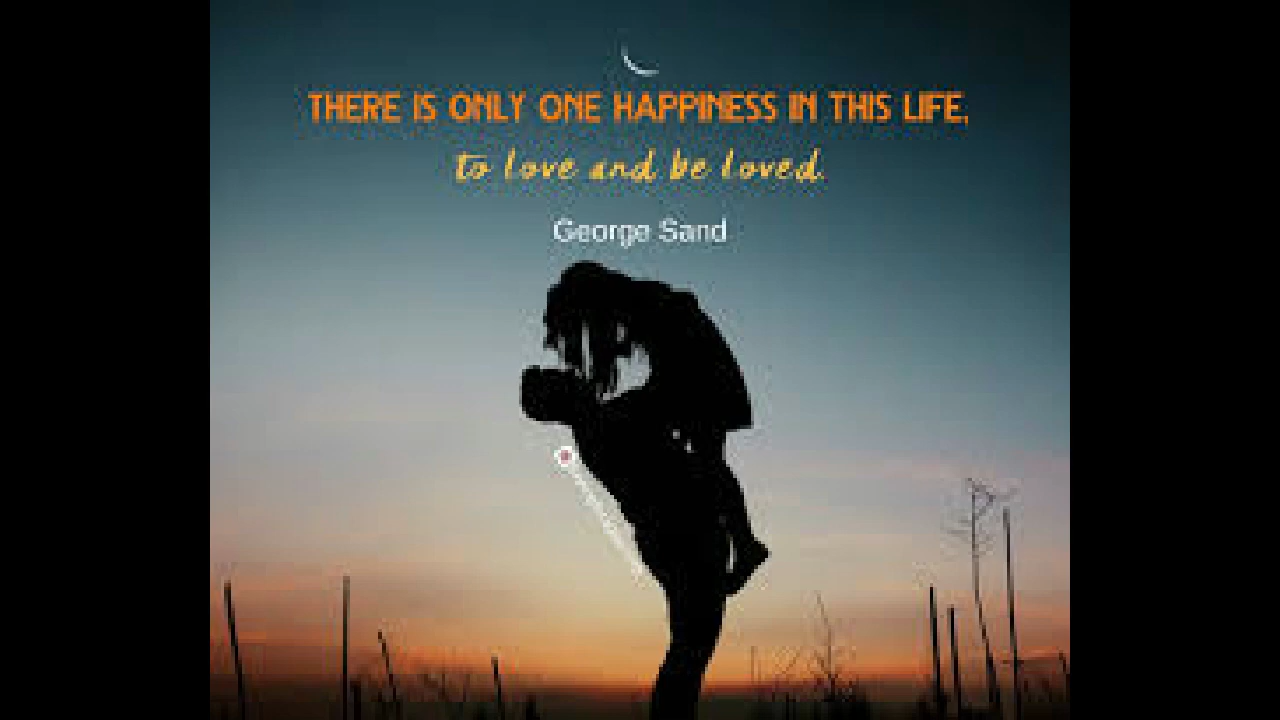 THERE IS ONLY ONE HAPPINESS IN THIS LIFE,
to love and be loved.
George Sand